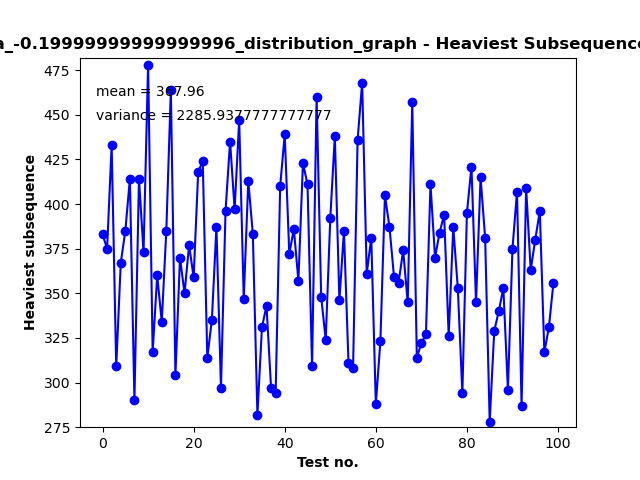 a_-0.19999999999999996_distribution_graph - Heaviest Subsequence
mean = 367.96
variance = 2285.9377777777777
475
450
425
400
375
350
325
300
275
Heaviest subsequence
0 20 40 60 80 100
Test no.